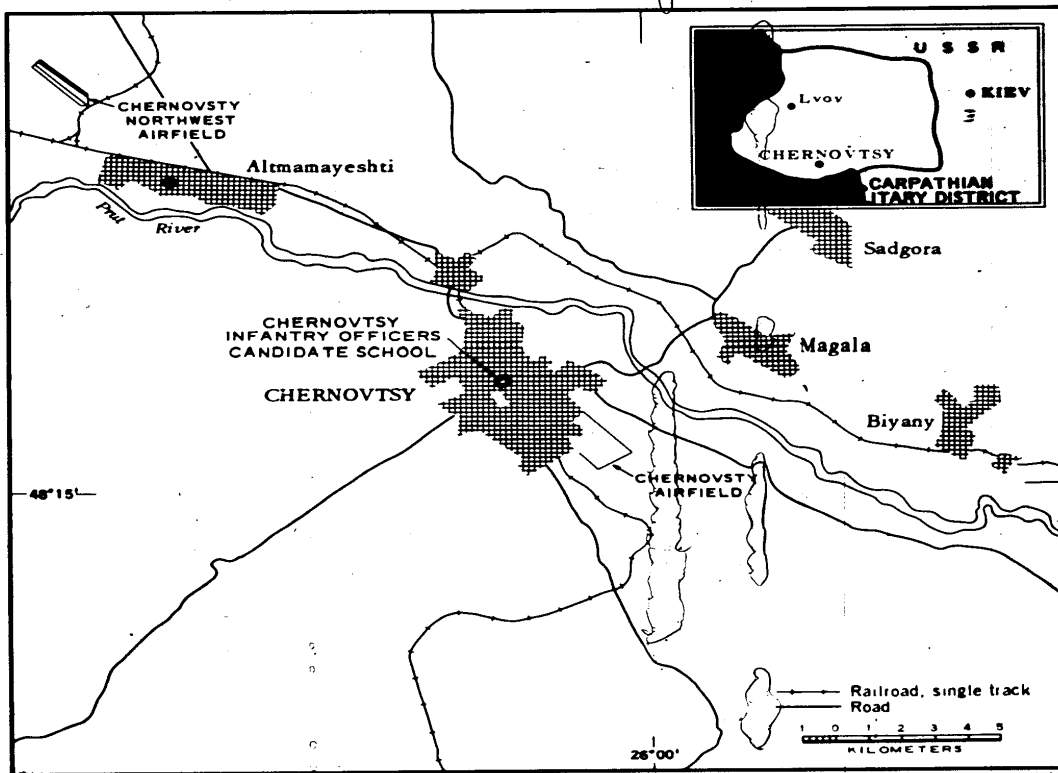 CHERNOVSTY
NORTHWEST
AIRFIELD
Altmamayeshti
Prut River
U S S R
KIEV
Lvov
CHERNOVTSY
CARPATHIAN
LITARY DISTRICT
Sadgora
CHERNOVTSY
INFANTRY OFFICERS
CANDIDATE SCHOOL
CHERNOVTSY
Magala
Biyany
CHERNOVSTY
AIRFIELD
48°15'
26°00'
Railroad, single track
Road
1 0 1 2 3 4 5
KILOMETERS